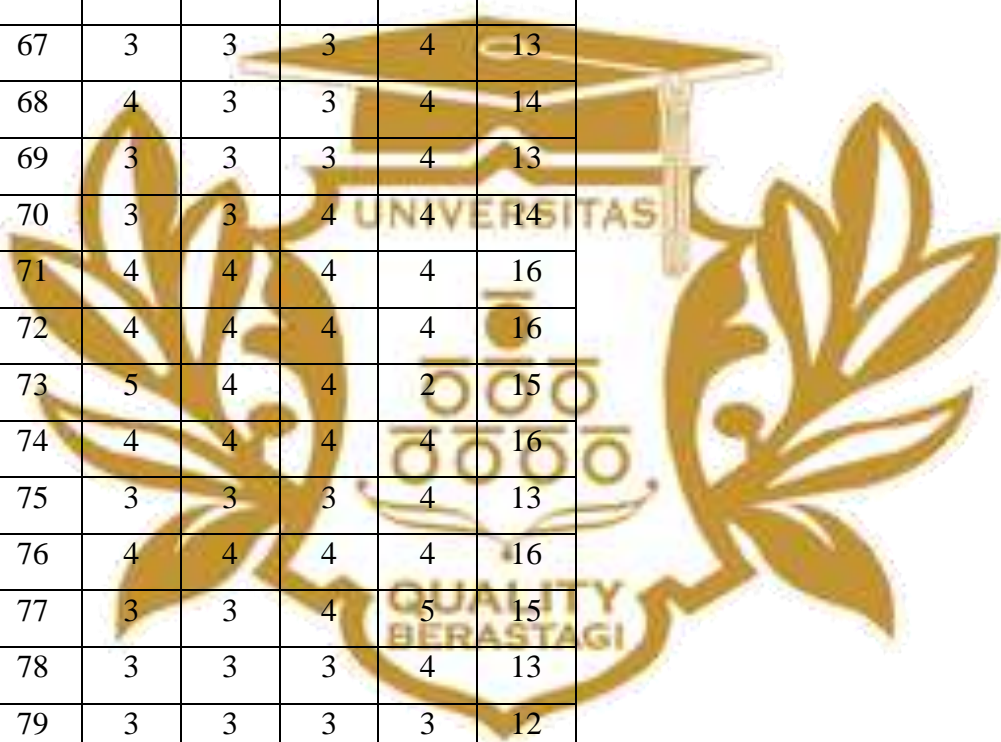 67 3 3 3 4 13
68 4 3 3 4 14
69 3 3 3 4 13
70 3 3 4 4 14
UNIVERSITAS
71 4 4 4 4 16
72 4 4 4 4 16
73 5 4 4 2 15
74 4 4 4 4 16
75 3 3 3 4 13
76 4 4 4 4 16
77 3 3 4 5 15
QUALITY
BERASTAGI
78 3 3 3 4 13
79 3 3 3 3 12